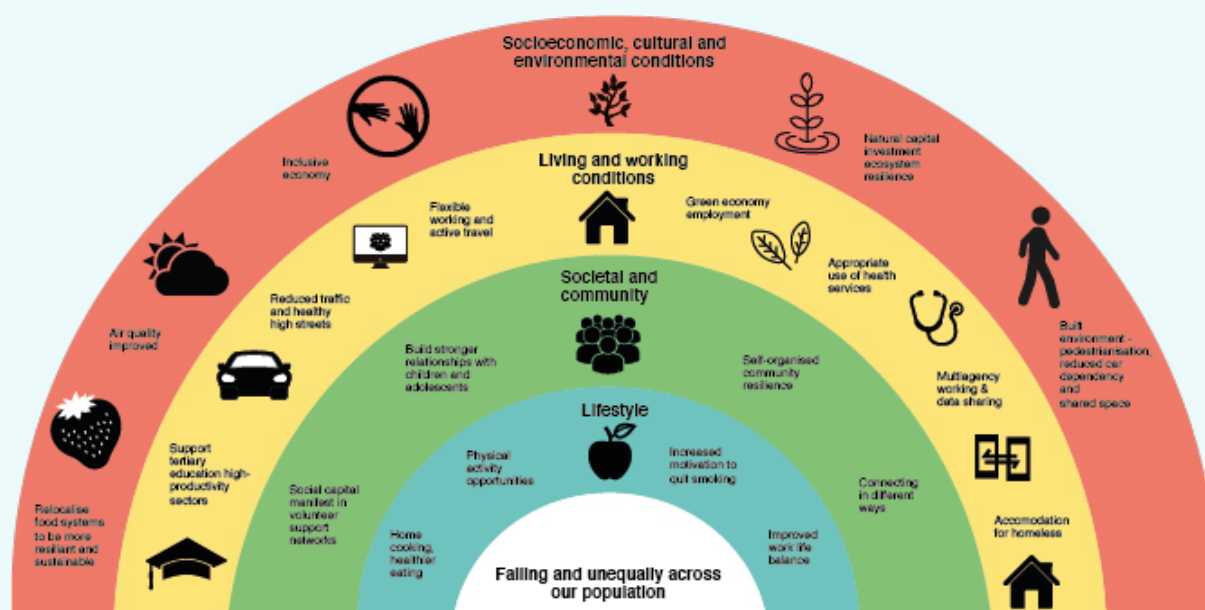 Socioeconomic, cultural and
environmental conditions
Inclusive
economy
Natural capital
investment
ecosystem
resilience
Air quality
improved
Built
environment -
pedestrianisation,
reduced car
dependency
and
shared space
Relocalise
food systems
to be more
resiliant and
sustainable
Living and working
conditions
Flexible
working and
active travel
Green economy
employment
Reduced traffic
and healthy
high streets
Appropriate
use of health
services
Support
tertiary
education high-
productivity
sectors
Multiagency
working &
data sharing
Accomodation
for homeless
Societal and
community
Build stronger
relationships with
children and
adolescents
Self-organised
community
resilience
Social capital
manifest in
volunteer
support
networks
Connecting
in different
ways
Lifestyle
Physical
activity
opportunities
Increased
motivation to
quit smoking
Home
cooking,
healthier
eating
Improved
work life
balance
Falling and unequally across
our population